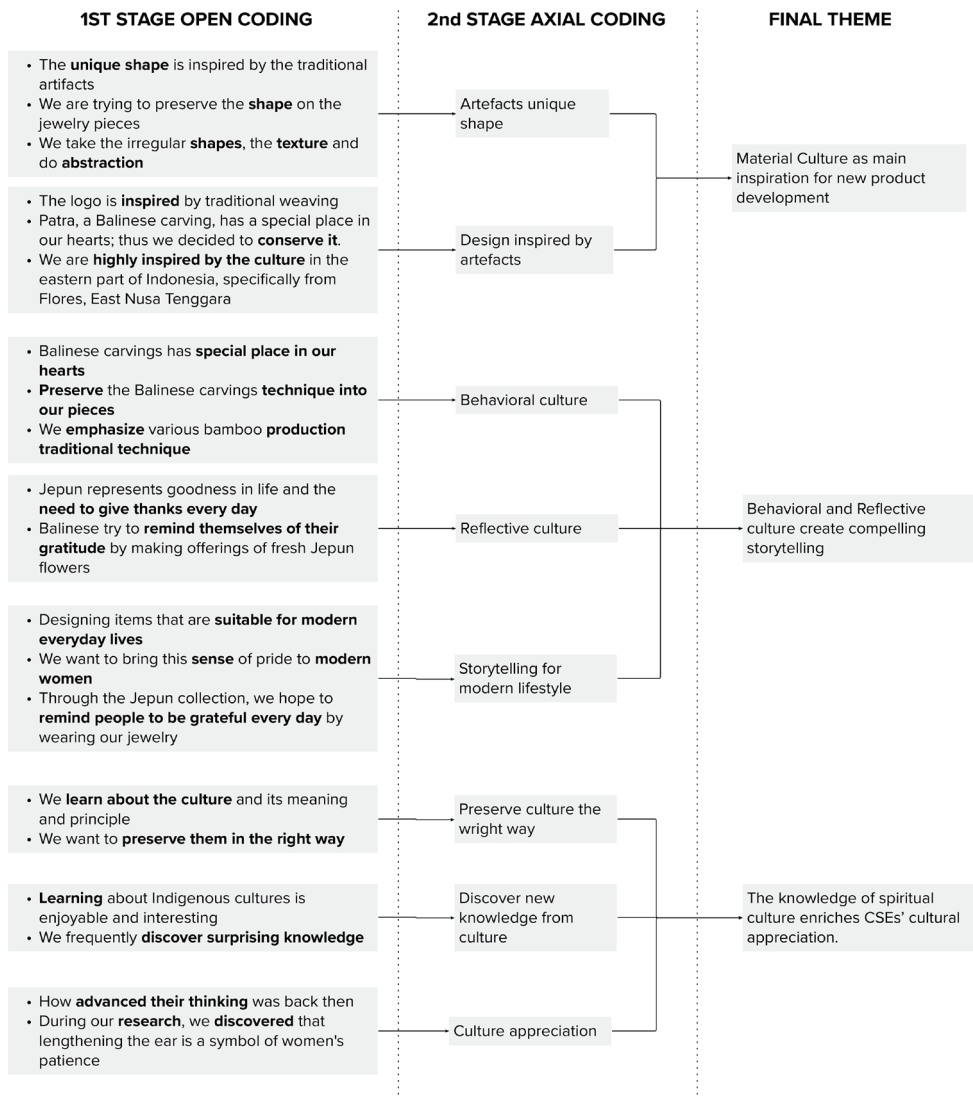 1ST STAGE OPEN CODING
2nd STAGE AXIAL CODING
FINAL THEME
• The unique shape is inspired by the traditional
artifacts
• We are trying to preserve the shape on the
jewelry pieces
• We take the irregular shapes, the texture and
do abstraction
Artefacts unique
shape
• The logo is inspired by traditional weaving
• Patra, a Balinese carving, has a special place in
our hearts; thus we decided to conserve it.
• We are highly inspired by the culture in the
eastern part of Indonesia, specifically from
Flores, East Nusa Tenggara
Design inspired by
artefacts
Material Culture as main
inspiration for new product
development
• Balinese carvings has special place in our
hearts
• Preserve the Balinese carvings technique into
our pieces
• We emphasize various bamboo production
traditional technique
Behavioral culture
• Jepun represents goodness in life and the
need to give thanks every day
• Balinese try to remind themselves of their
gratitude by making offerings of fresh Jepun
flowers
Reflective culture
• Designing items that are suitable for modern
everyday lives
• We want to bring this sense of pride to modern
women
• Through the Jepun collection, we hope to
remind people to be grateful every day by
wearing our jewelry
Storytelling for
modern lifestyle
Behavioral and Reflective
culture create compelling
storytelling
• We learn about the culture and its meaning
and principle
• We want to preserve them in the right way
Preserve culture the
wright way
• Learning about Indigenous cultures is
enjoyable and interesting
• We frequently discover surprising knowledge
Discover new
knowledge from
culture
• How advanced their thinking was back then
• During our research, we discovered that
lengthening the ear is a symbol of women's
patience
Culture appreciation
The knowledge of spiritual
culture enriches CSEs' cultural
appreciation.